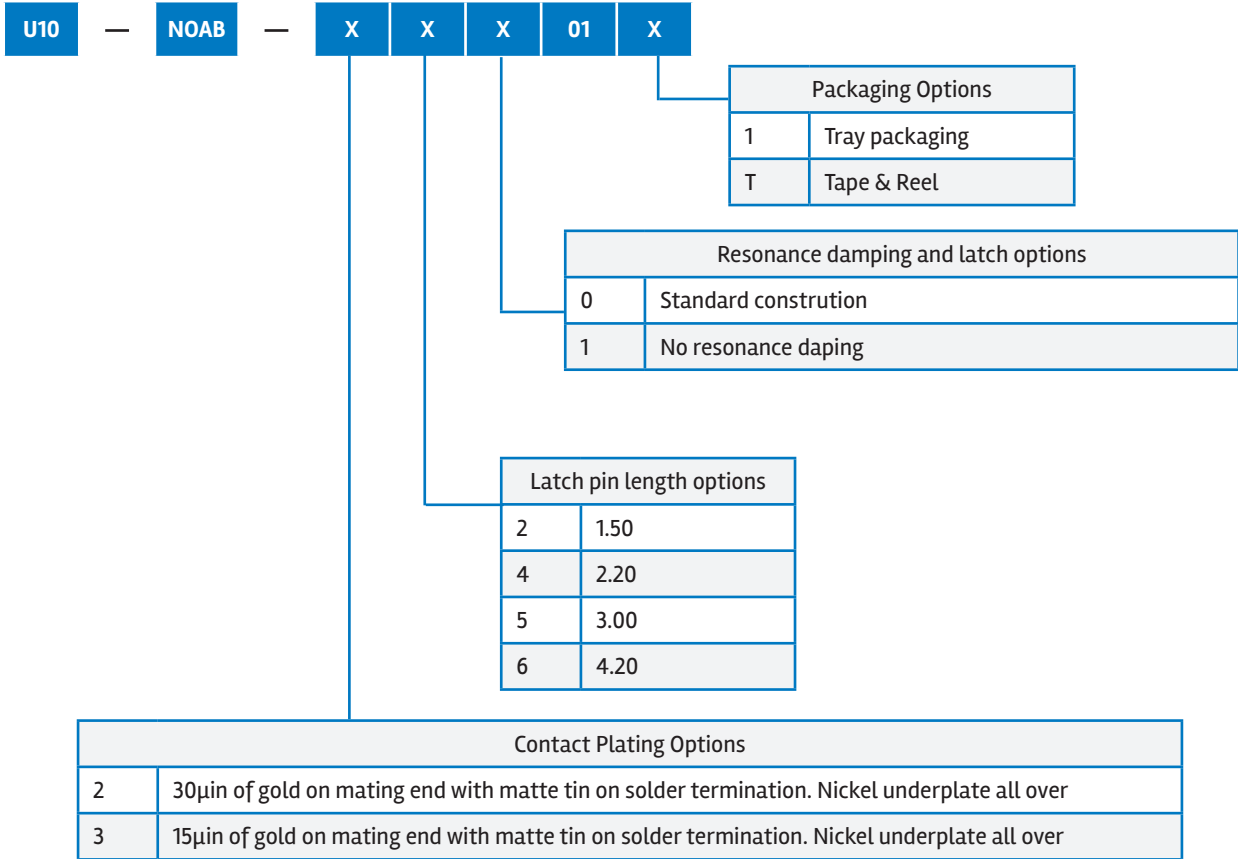 U10 — NOAB — X X X 01 X
Packaging Options
1 Tray packaging
T Tape & Reel
Resonance damping and latch options
0 Standard constrution
1 No resonance daping
Latch pin length options
2 1.50
4 2.20
5 3.00
6 4.20
Contact Plating Options
2 30µin of gold on mating end with matte tin on solder termination. Nickel underplate all over
3 15µin of gold on mating end with matte tin on solder termination. Nickel underplate all over